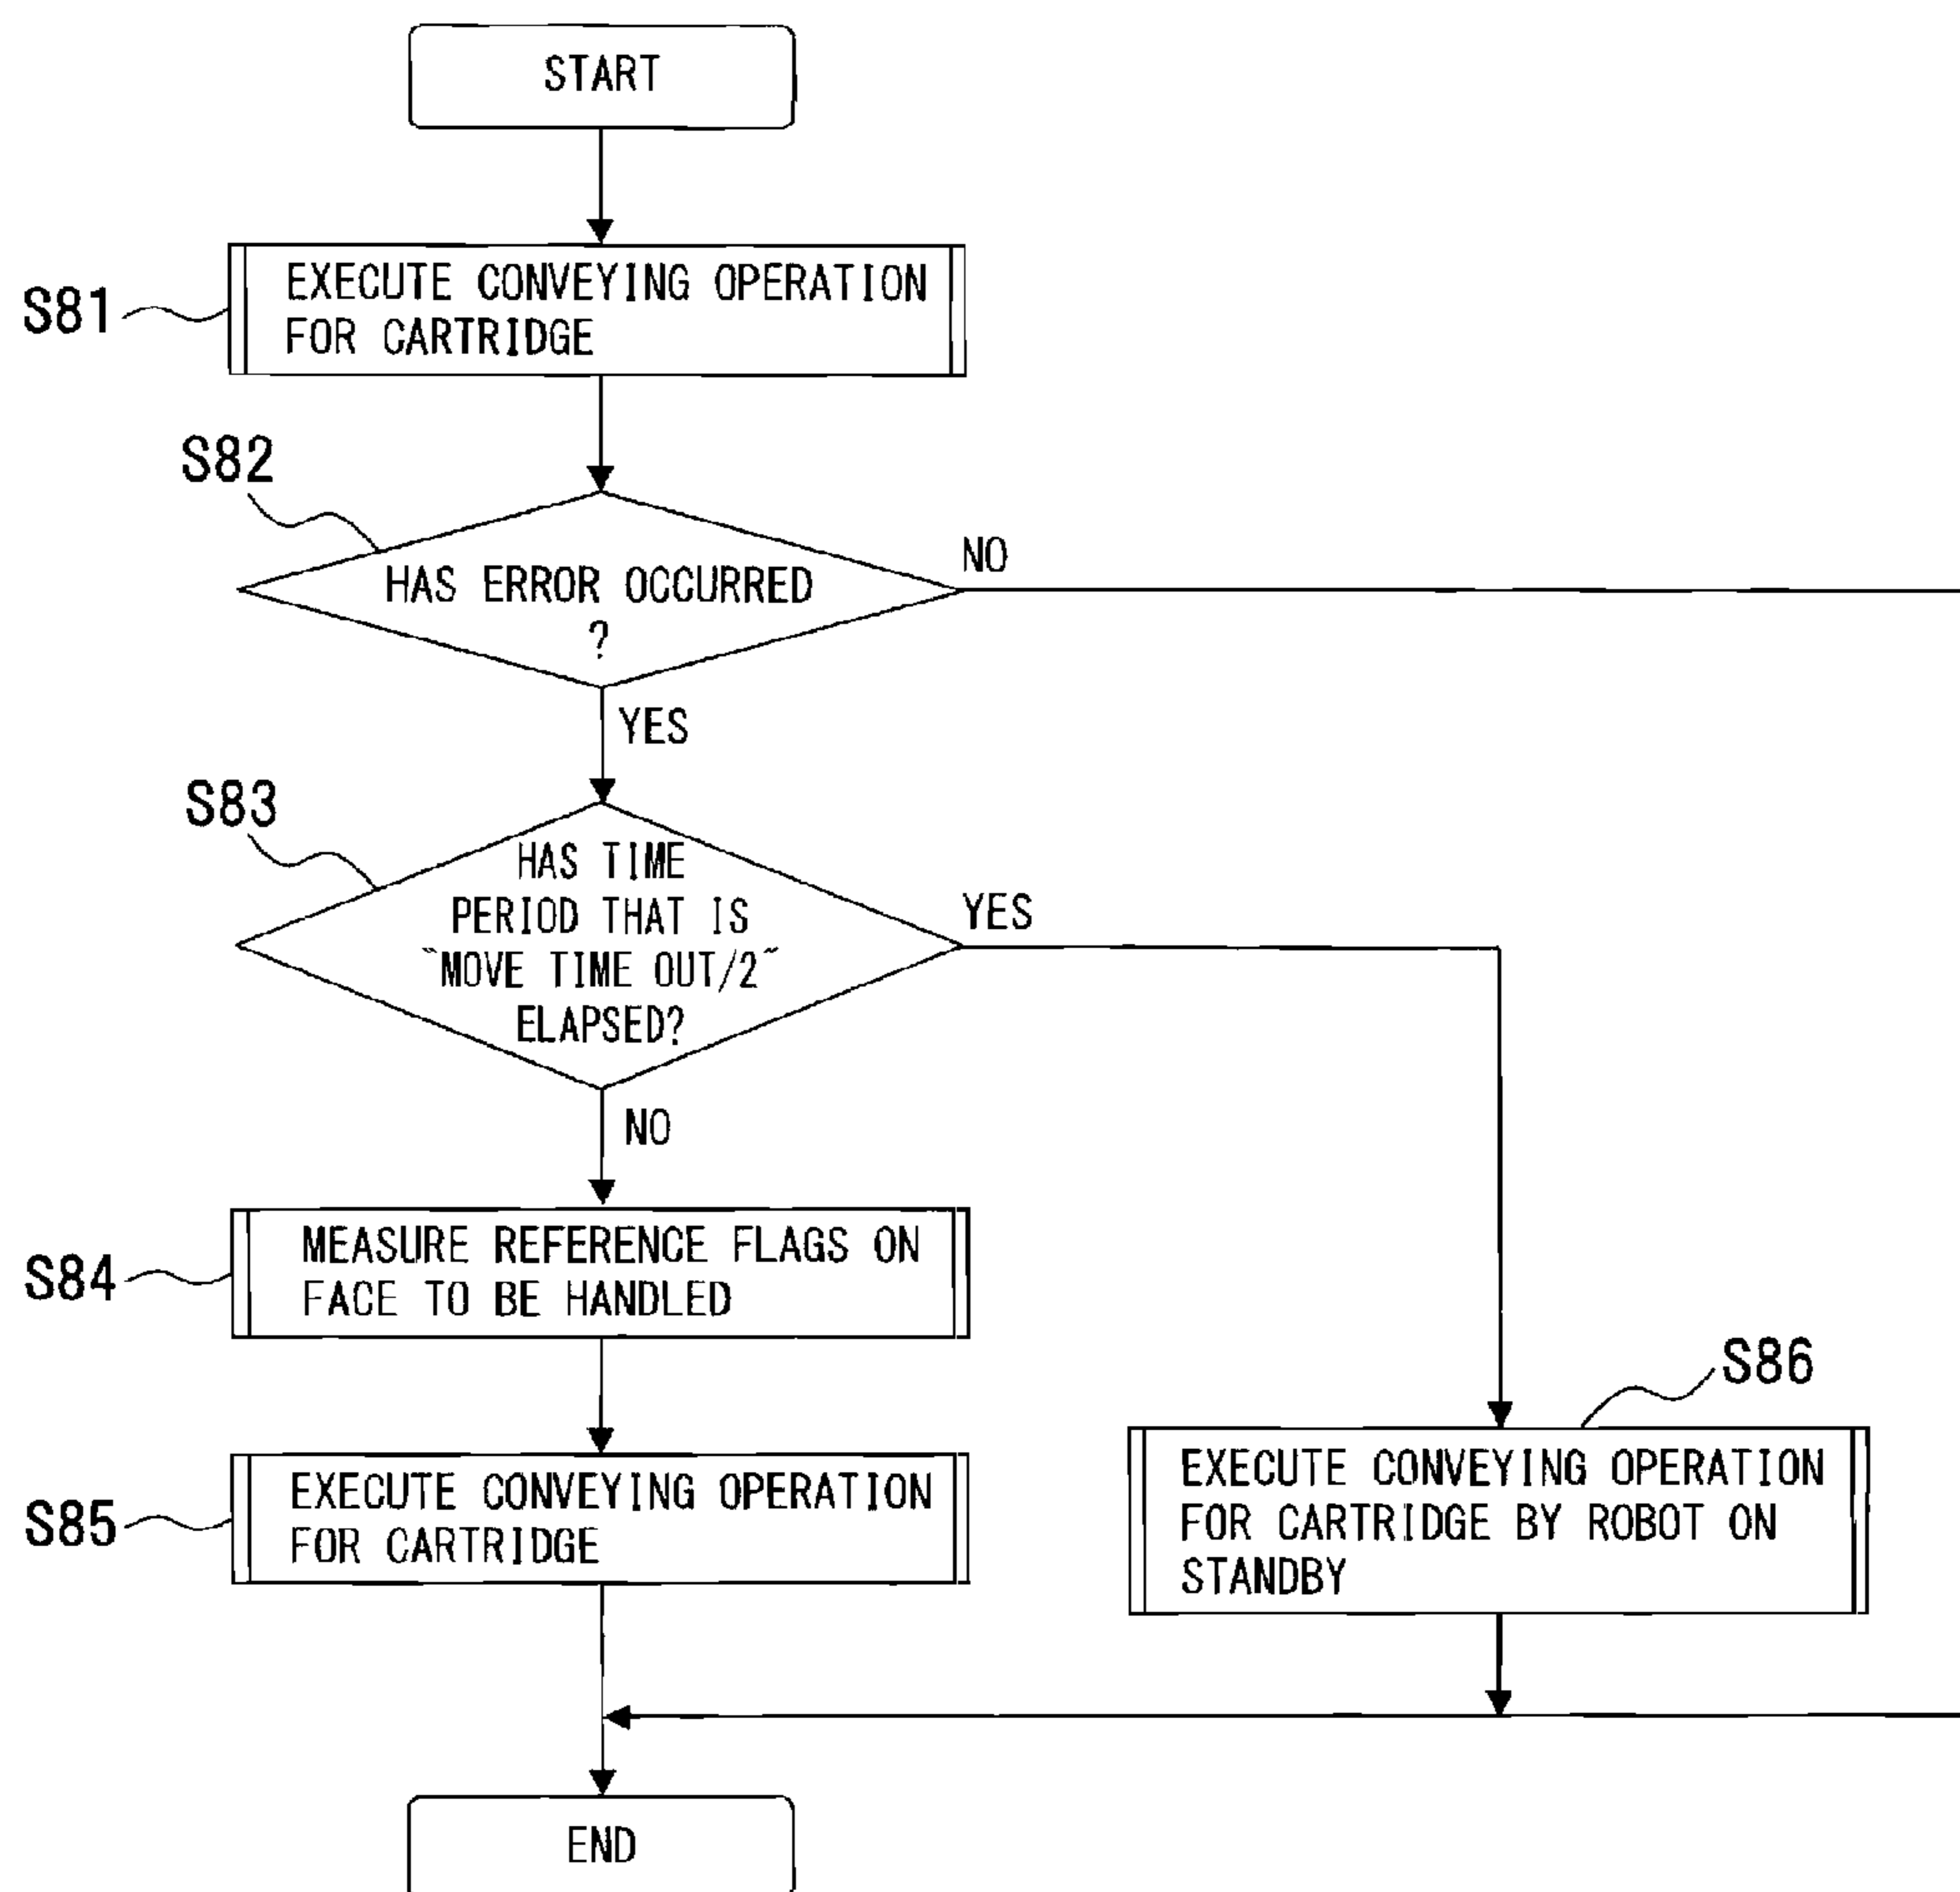 START
S81
EXECUTE CONVEYING OPERATION
FOR CARTRIDGE
S82
HAS ERROR OCCURRED
?
NO
YES
S83
HAS TIME
PERIOD THAT IS
"MOVE TIME OUT/2"
ELAPSED?
YES
NO
S84
MEASURE REFERENCE FLAGS ON
FACE TO BE HANDLED
S85
EXECUTE CONVEYING OPERATION
FOR CARTRIDGE
S86
EXECUTE CONVEYING OPERATION
FOR CARTRIDGE BY ROBOT ON
STANDBY
END